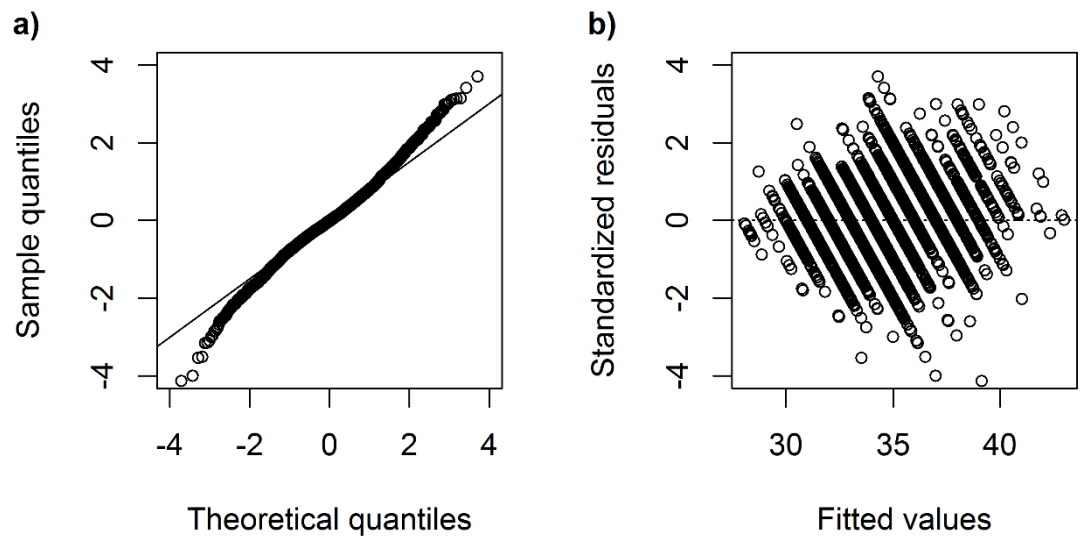 a)
Sample quantiles
4
2
0
-2
-4
-4 -2 0 2 4
Theoretical quantiles
b)
Standardized residuals
4
2
0
-2
-4
30 35 40
Fitted values